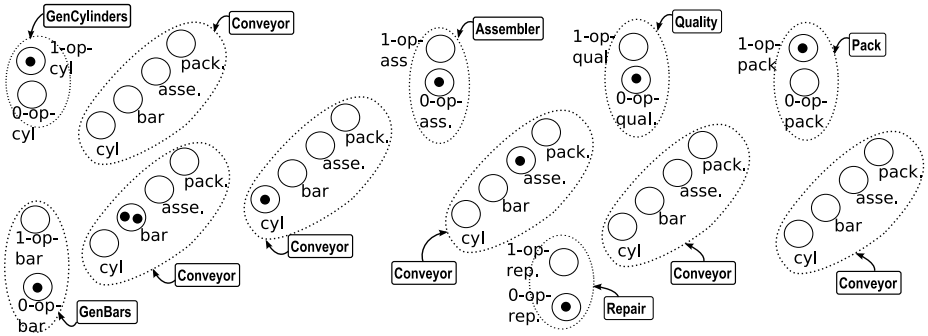 GenCylinders
1-op-
cyl
0-op-
cyl
Conveyor
pack.
asse.
bar
cyl
Assembler
1-op-
ass.
0-op-
ass.
Quality
1-op-
qual.
0-op-
qual.
Pack
1-op-
pack
0-op-
pack
GenBars
1-op-
bar
0-op-
bar
Conveyor
pack.
asse.
bar
cyl
Conveyor
pack.
asse.
bar
cyl
Conveyor
pack.
asse.
bar
cyl
Repair
1-op-
rep.
0-op-
rep.
Conveyor
pack.
asse.
bar
cyl
Conveyor
pack.
asse.
bar
cyl